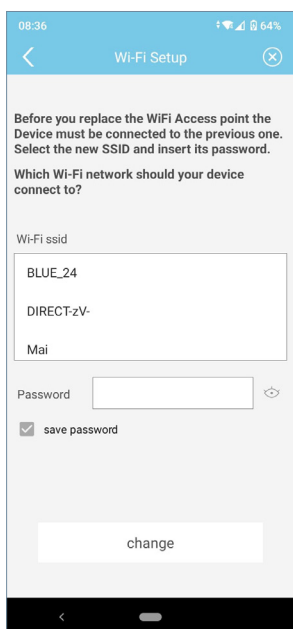 08:36
64%
Wi-Fi Setup
Before you replace the WiFi Access point the
Device must be connected to the previous one.
Select the new SSID and insert its password.
Which Wi-Fi network should your device
connect to?
Wi-Fi ssid
BLUE_24
DIRECT-zV-
Mai
Password
save password
change